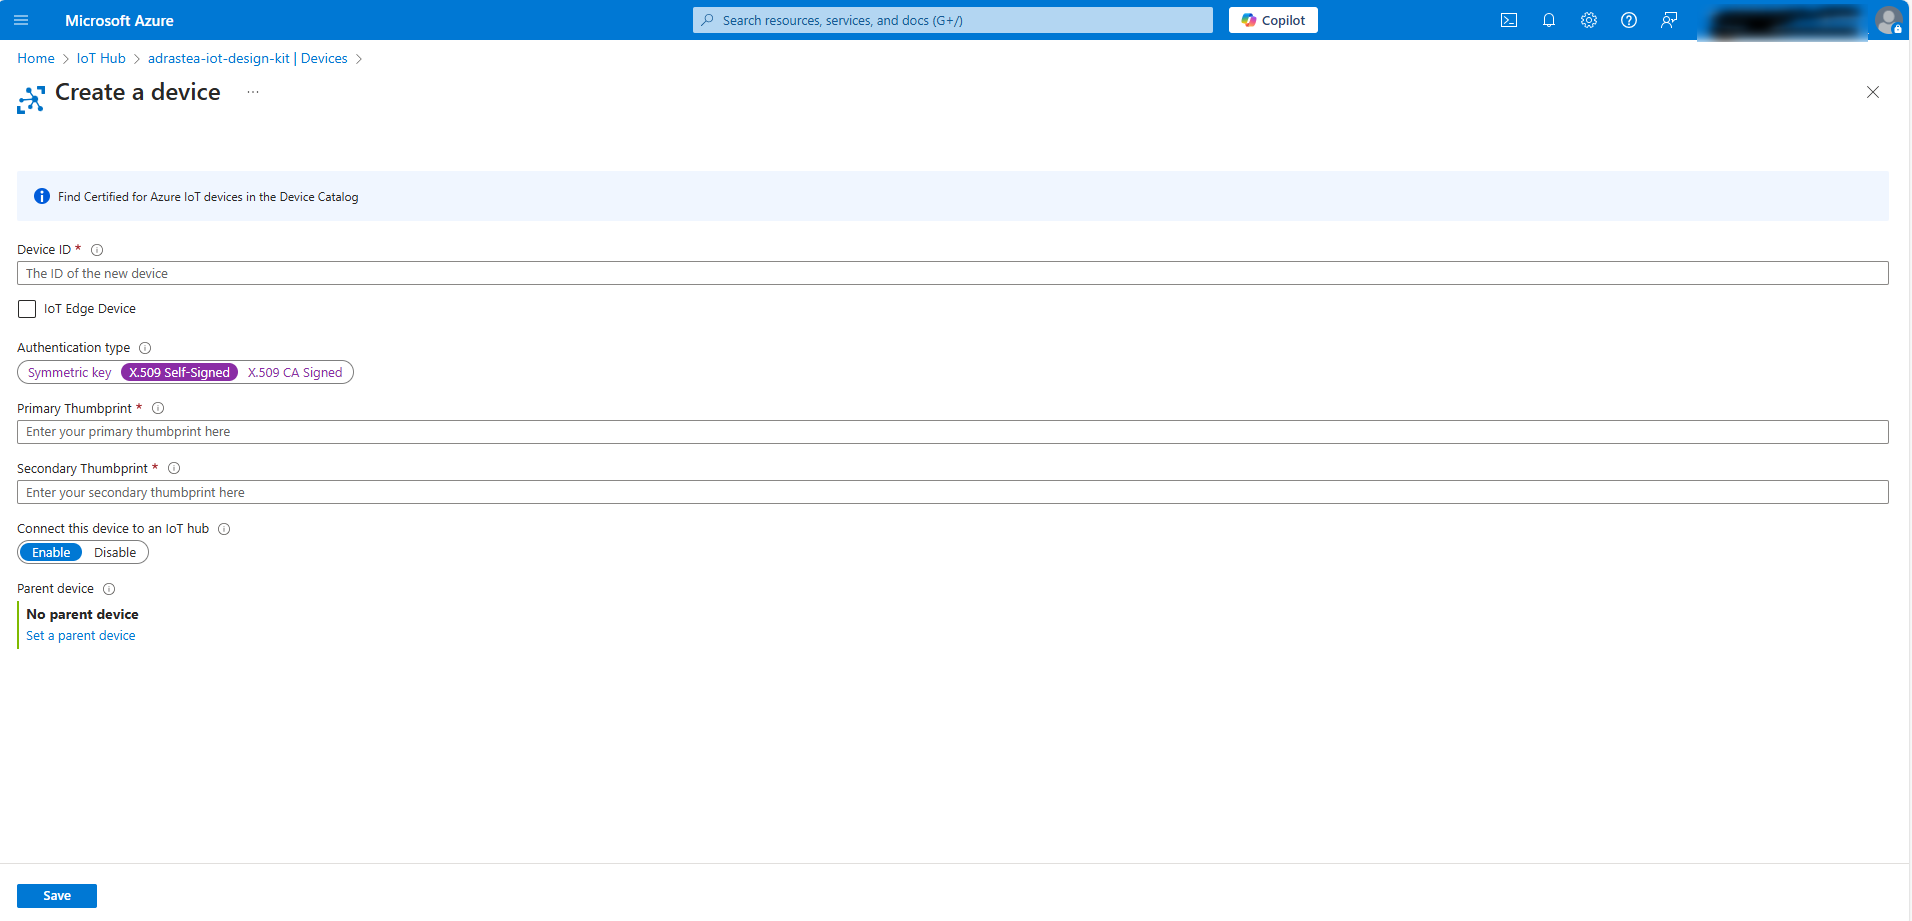 Microsoft Azure
Search resources, services, and docs (G+/)
Copilot
Home > IoT Hub > adrastea-iot-design-kit | Devices >
Create a device ...
Find Certified for Azure IoT devices in the Device Catalog
Device ID *
The ID of the new device
IoT Edge Device
Authentication type
Symmetric key X.509 Self-Signed X.509 CA Signed
Primary Thumbprint *
Enter your primary thumbprint here
Secondary Thumbprint *
Enter your secondary thumbprint here
Connect this device to an IoT hub
Enable Disable
Parent device
No parent device
Set a parent device
Save